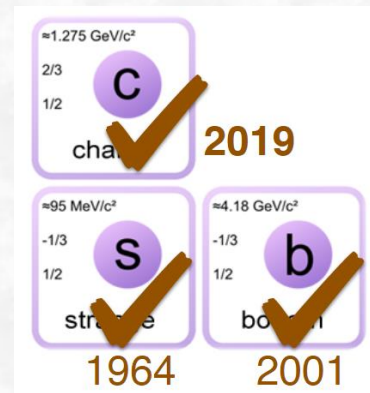 ≈1.275 GeV/c²
2/3
c
1/2
2019
≈95 MeV/c²
-1/3
s
1/2
1964
≈4.18 GeV/c²
-1/3
b
1/2
2001